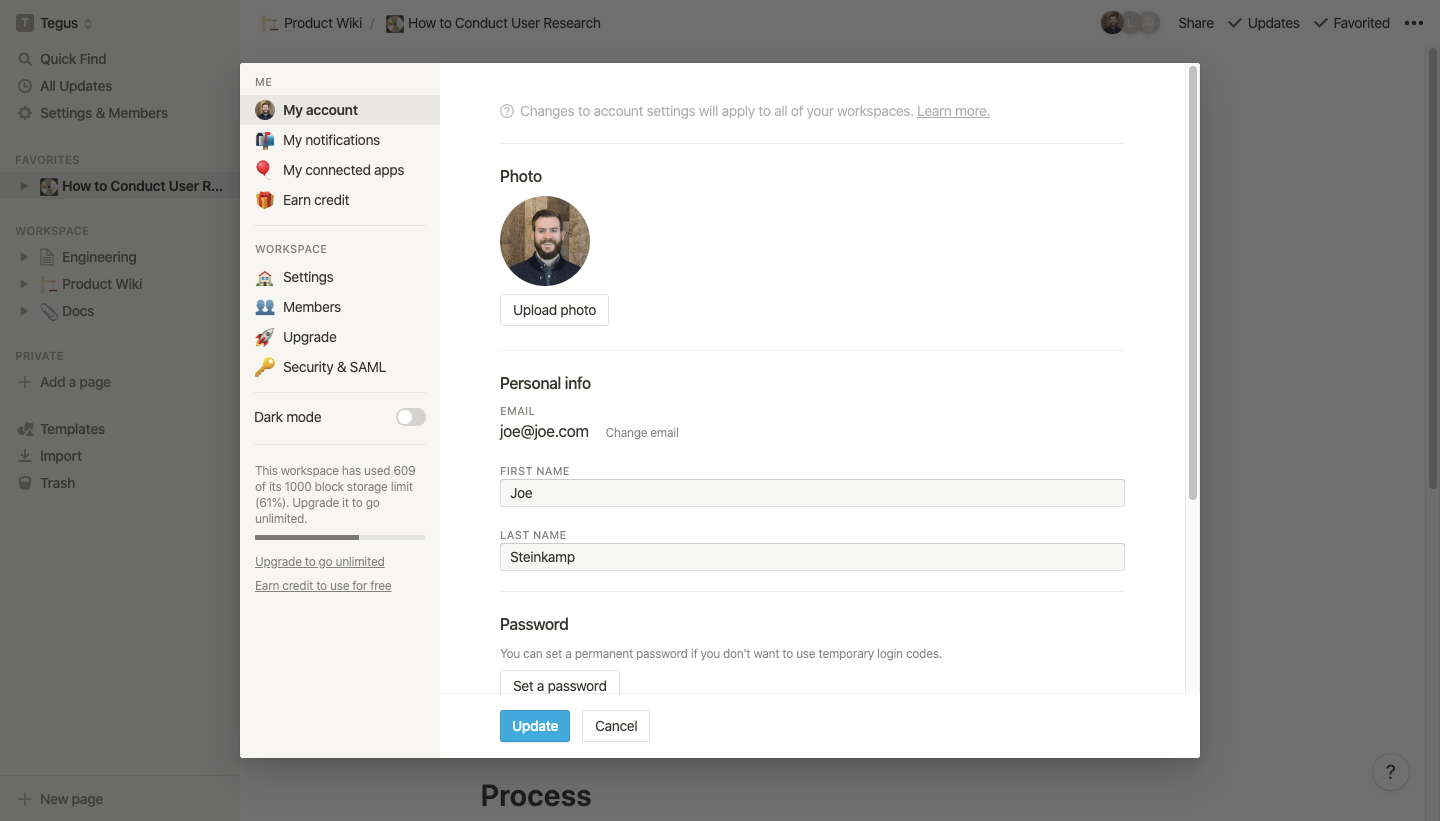 T Tegus
Quick Find
All Updates
Settings & Members
FAVORITES
How to Conduct User R...
WORKSPACE
Engineering
Product Wiki
Docs
PRIVATE
Add a page
Templates
Import
Trash
New page
Product Wiki / How to Conduct User Research
L Share Updates Favorited •••
ME
My account
My notifications
My connected apps
Earn credit
WORKSPACE
Settings
Members
Upgrade
Security & SAML
Dark mode
This workspace has used 609
of its 1000 block storage limit
(61%). Upgrade it to go
unlimited.
Upgrade to go unlimited
Earn credit to use for free
Changes to account settings will apply to all of your workspaces. Learn more.
Photo
Upload photo
Personal info
EMAIL
joe@joe.com Change email
FIRST NAME
Joe
LAST NAME
Steinkamp
Password
You can set a permanent password if you don't want to use temporary login codes.
Set a password
Update Cancel
Process
?